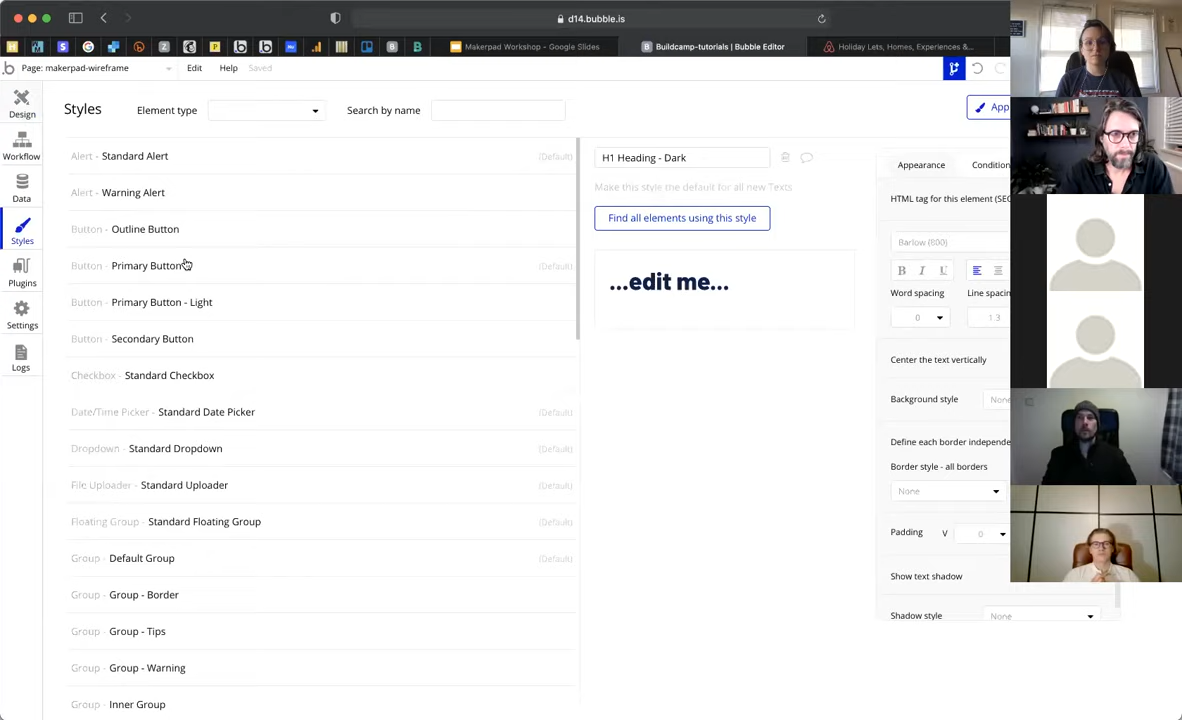 d14.bubble.is
Makerpad Workshop - Google Slides
Buildcamp-tutorials | Bubble Editor
Holiday Lets, Homes, Experiences &...
Page: makerpad-wireframe
Edit
Help
Saved
Design
Workflow
Data
Styles
Plugins
Settings
Logs
Styles
Element type
Search by name
App
Alert - Standard Alert (Default)
Alert - Warning Alert
Button - Outline Button
Button - Primary Button (Default)
Button - Primary Button - Light
Button - Secondary Button
Checkbox - Standard Checkbox
Date/Time Picker - Standard Date Picker (Default)
Dropdown - Standard Dropdown (Default)
File Uploader - Standard Uploader (Default)
Floating Group - Standard Floating Group (Default)
Group - Default Group (Default)
Group - Group - Border
Group - Group - Tips
Group - Group - Warning
Group - Inner Group
H1 Heading - Dark
Make this style the default for all new Texts
Find all elements using this style
...edit me...
Appearance
Condition
HTML tag for this element (SEO
Barlow (800)
B I U
Word spacing
Line spacing
0
1.3
Center the text vertically
Background style
None
Define each border independe
Border style - all borders
None
Padding V 0
Show text shadow
Shadow style
None